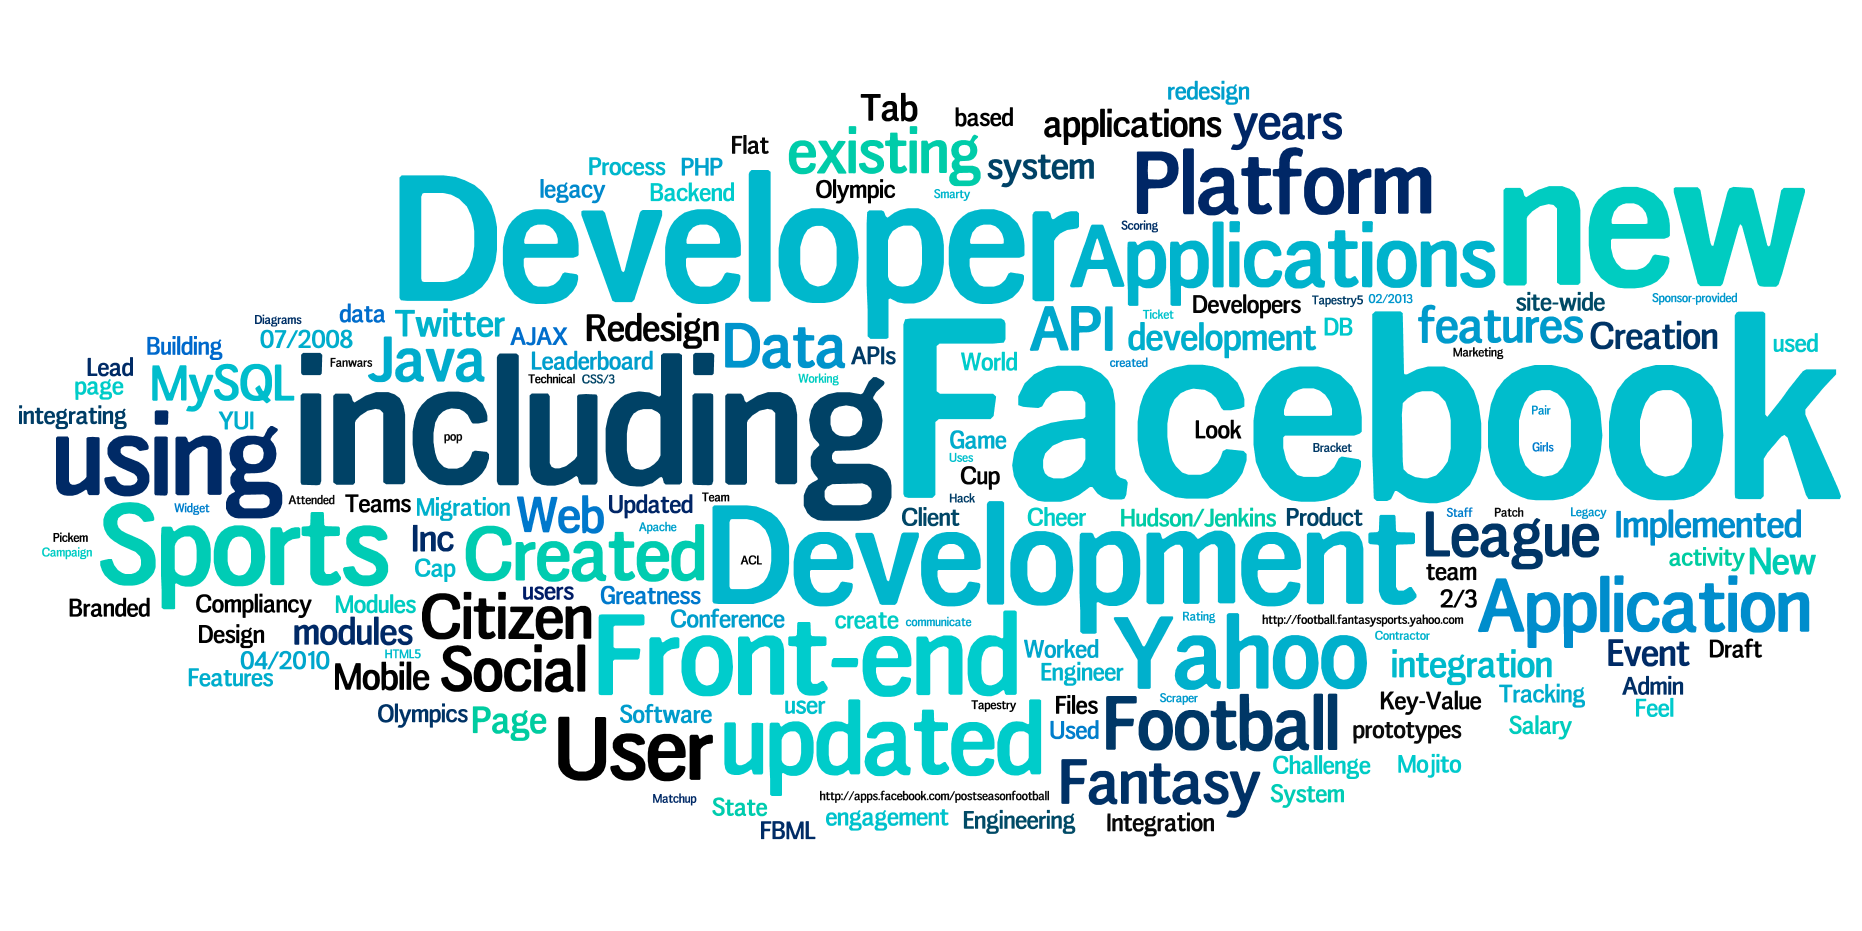 redesign
Tab based applications years
Flat existing system Platform
Process PHP
legacy Backend Olympic Smarty
Developer new
Scoring
Applications
Developers Tapestry5 02/2013 site-wide Sponsor-provided
Diagrams data Twitter AJAX Redesign Data API Ticket development DB features Creation used
07/2008
Building Java Leaderboard APIs World created Marketing
Lead Fanwars Technical CSS/3 Working
page MySQL including Facebook
integrating YUI Pair
using pop Game Look Bracket Girls
Uses
Cup
Hack
Widget Attended Teams Migration Web Updated Team Client Cheer Hudson/Jenkins Product Staff Patch Legacy
Apache League Implemented
Pickem Sports Inc Created Development activity New
Campaign Cap ACL team
Branded Compliancy Modules users Greatness 2/3 Application
Citizen Conference create communicate Rating http://football.fantasysports.yahoo.com
Design modules Contractor
04/2010 HTML5 Front-end Worked Yahoo integration Event Draft
Features Mobile Social Engineer Admin
Olympics Page Software user Tapestry Files Scraper Key-Value Tracking Feel
User updated Used Football prototypes Salary
Fantasy Challenge Mojito
Matchup State http://apps.facebook.com/postseasonfootball System
FBML engagement Engineering Integration